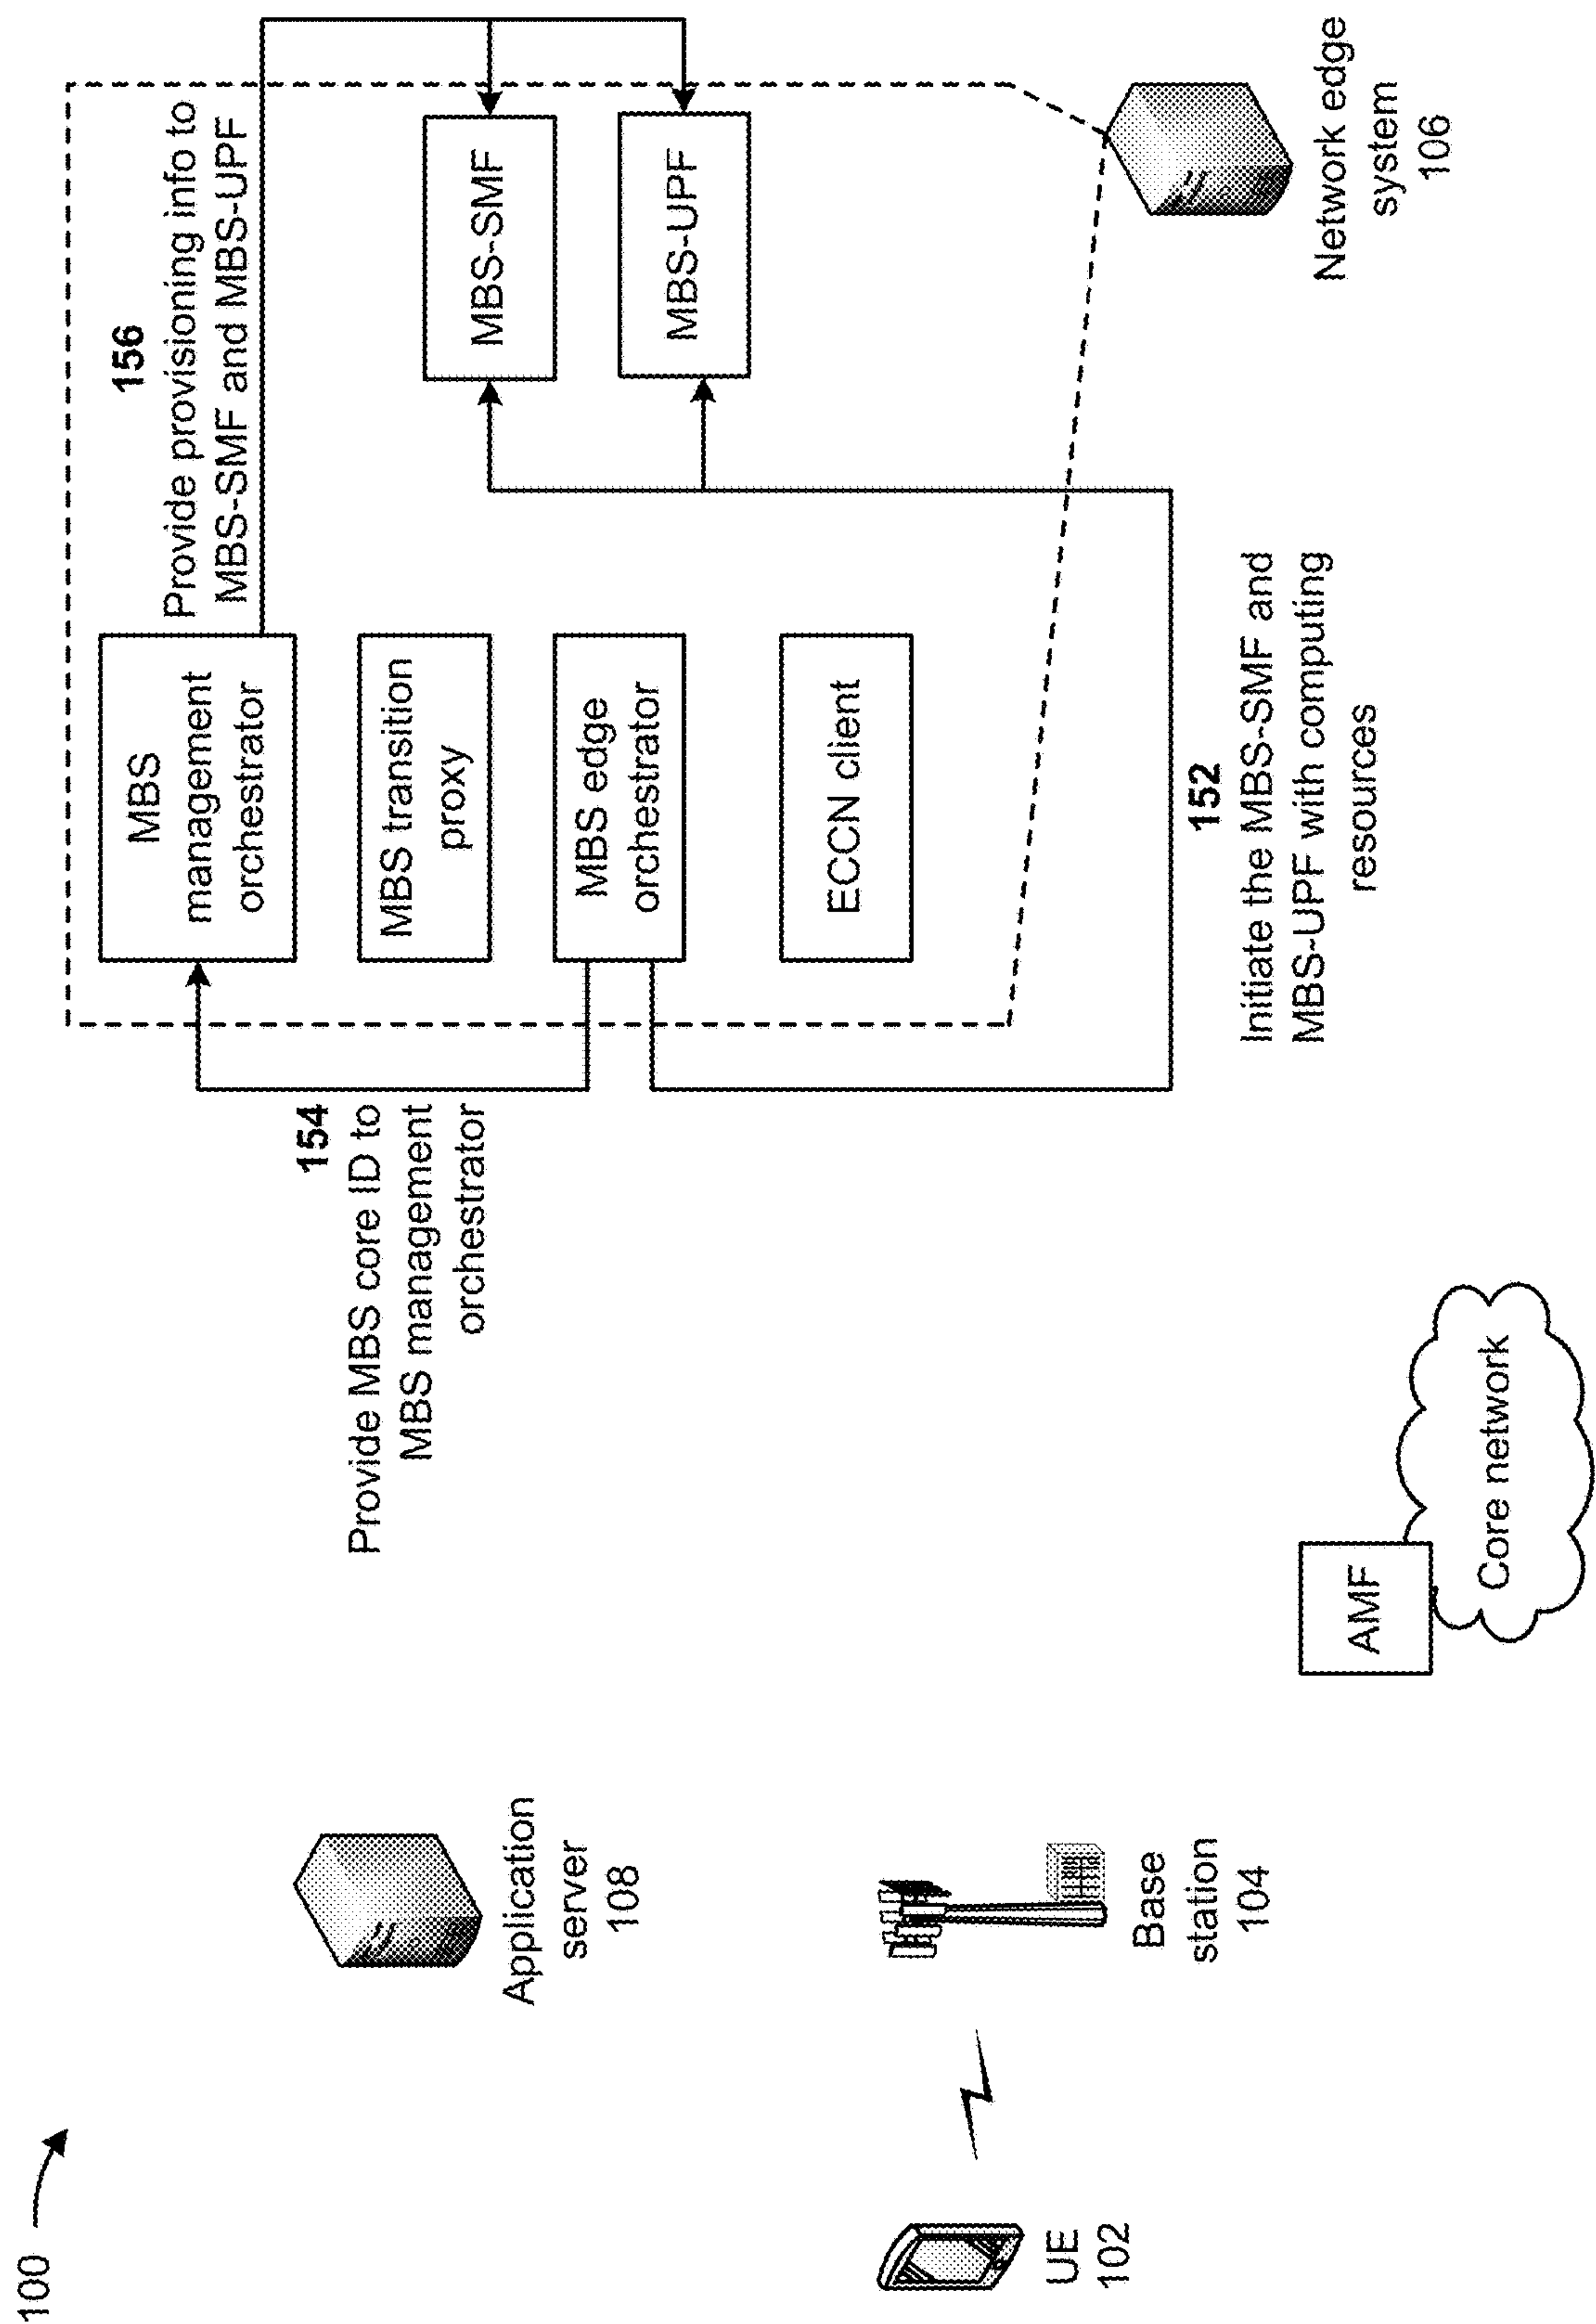 100
MBS
management
orchestrator
MBS transition
proxy
MBS edge
orchestrator
ECCN client
156
Provide provisioning info to
MBS-SMF and MBS-UPF
MBS-SMF
MBS-UPF
154
Provide MBS core ID to
MBS management
orchestrator
152
Initiate the MBS-SMF and
MBS-UPF with computing
resources
Network edge
system
106
Application
server
108
UE
102
Base
station
104
AMF
Core network